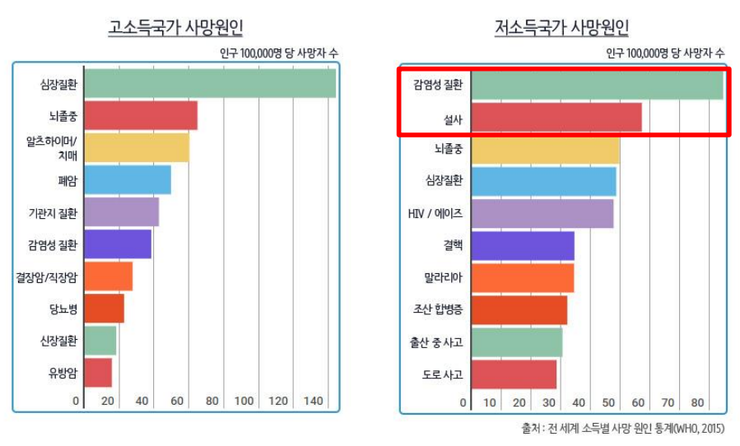 고소득국가 사망원인
인구 100,000명 당 사망자 수
심장질환
뇌졸중
알츠하이머/
치매
폐암
기관지 질환
감염성 질환
결장암/직장암
당뇨병
신장질환
유방암
0 20 40 60 80 100 120 140
저소득국가 사망원인
인구 100,000명 당 사망자 수
감염성 질환
설사
뇌졸중
심장질환
HIV / 에이즈
결핵
말라리아
조산 합병증
출산 중 사고
도로 사고
0 10 20 30 40 50 60 70 80
출처 : 전 세계 소득별 사망 원인 통계(WHO, 2015)